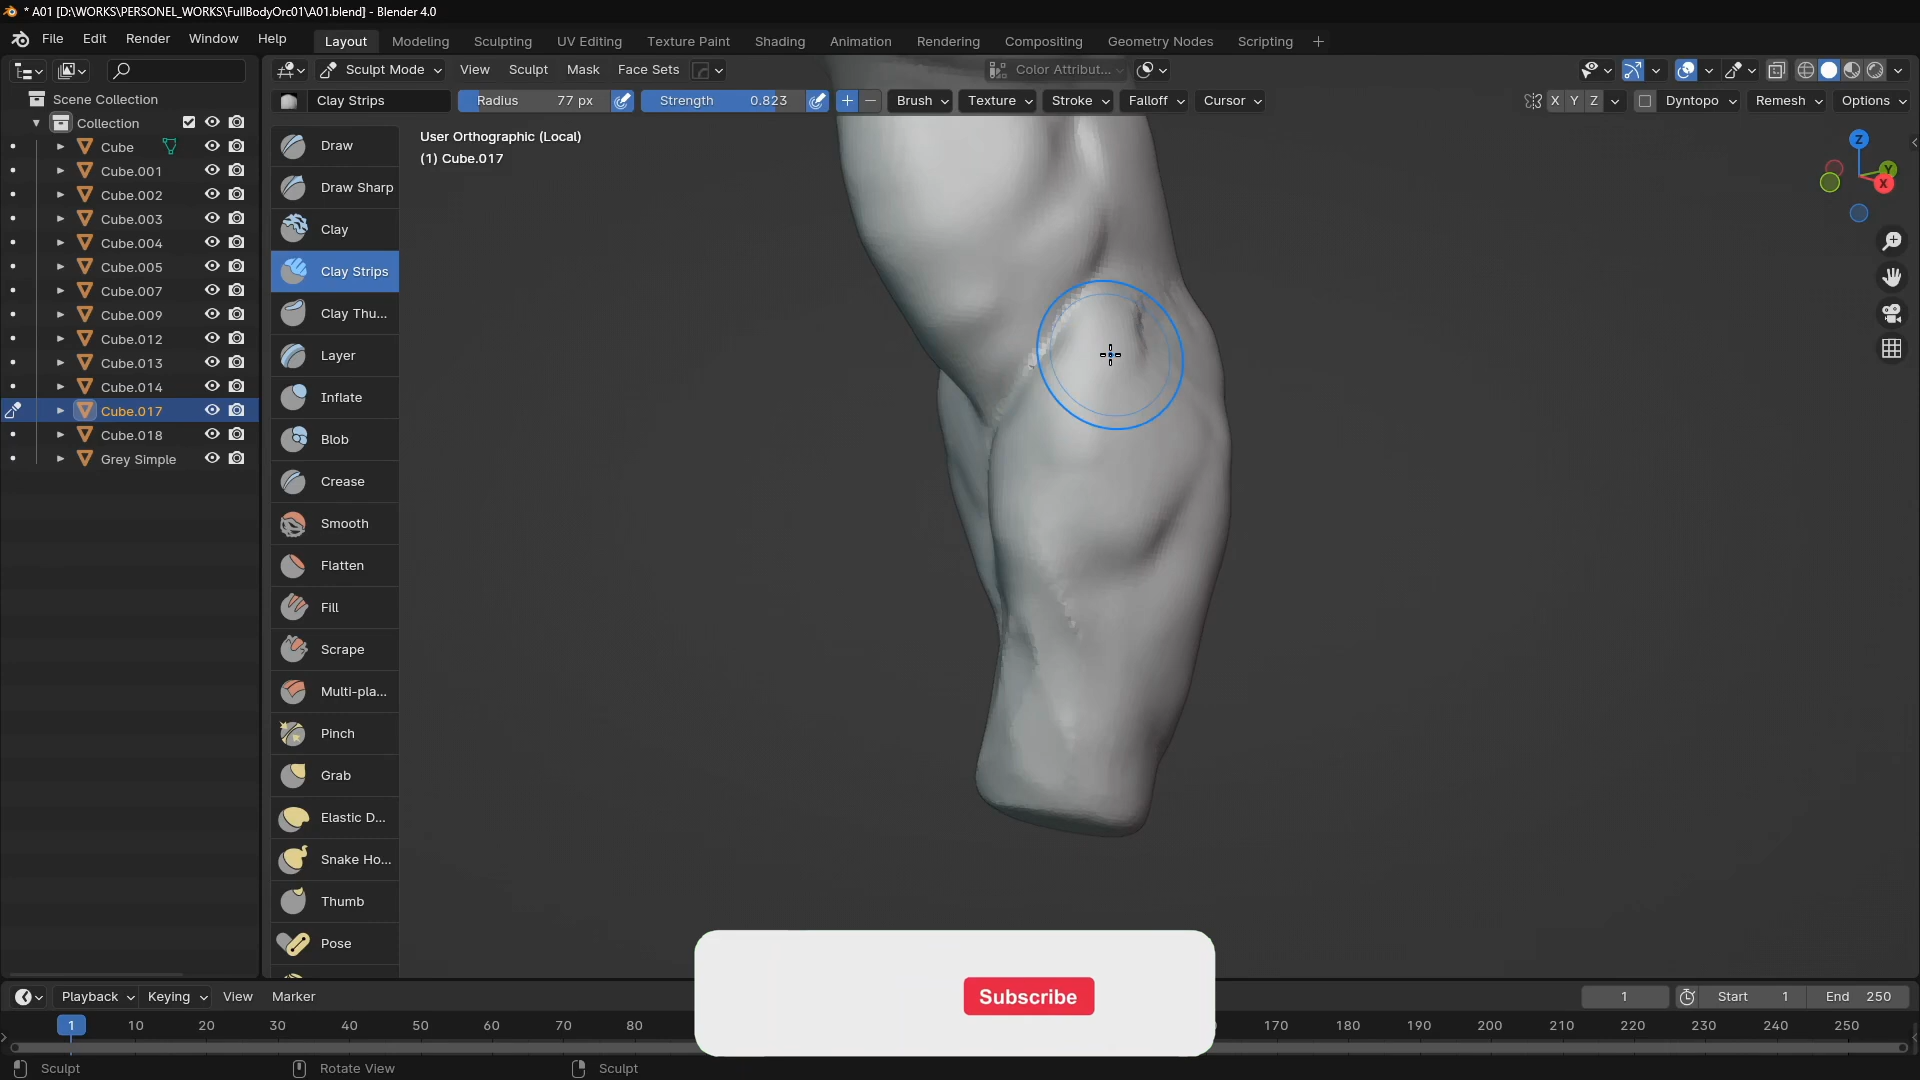 * A01 [D:\WORKS\PERSONEL_WORKS\FullBodyOrc01\A01.blend] - Blender 4.0
File Edit Render Window Help Layout Modeling Sculpting UV Editing Texture Paint Shading Animation Rendering Compositing Geometry Nodes Scripting +
Sculpt Mode View Sculpt Mask Face Sets Color Attribut...
Clay Strips Radius 77 px Strength 0.823 Brush Texture Stroke Falloff Cursor X Y Z Dyntopo Remesh Options
Scene Collection
Collection
Cube
Cube.001
Cube.002
Cube.003
Cube.004
Cube.005
Cube.007
Cube.009
Cube.012
Cube.013
Cube.014
Cube.017
Cube.018
Grey Simple
Draw
Draw Sharp
Clay
Clay Strips
Clay Thu...
Layer
Inflate
Blob
Crease
Smooth
Flatten
Fill
Scrape
Multi-pla...
Pinch
Grab
Elastic D...
Snake Ho...
Thumb
Pose
User Orthographic (Local)
(1) Cube.017
Z
Y
X
Subscribe
Playback Keying View Marker 1 Start 1 End 250
1 10 20 30 40 50 60 70 80 170 180 190 200 210 220 230 240 250
Sculpt Rotate View Sculpt